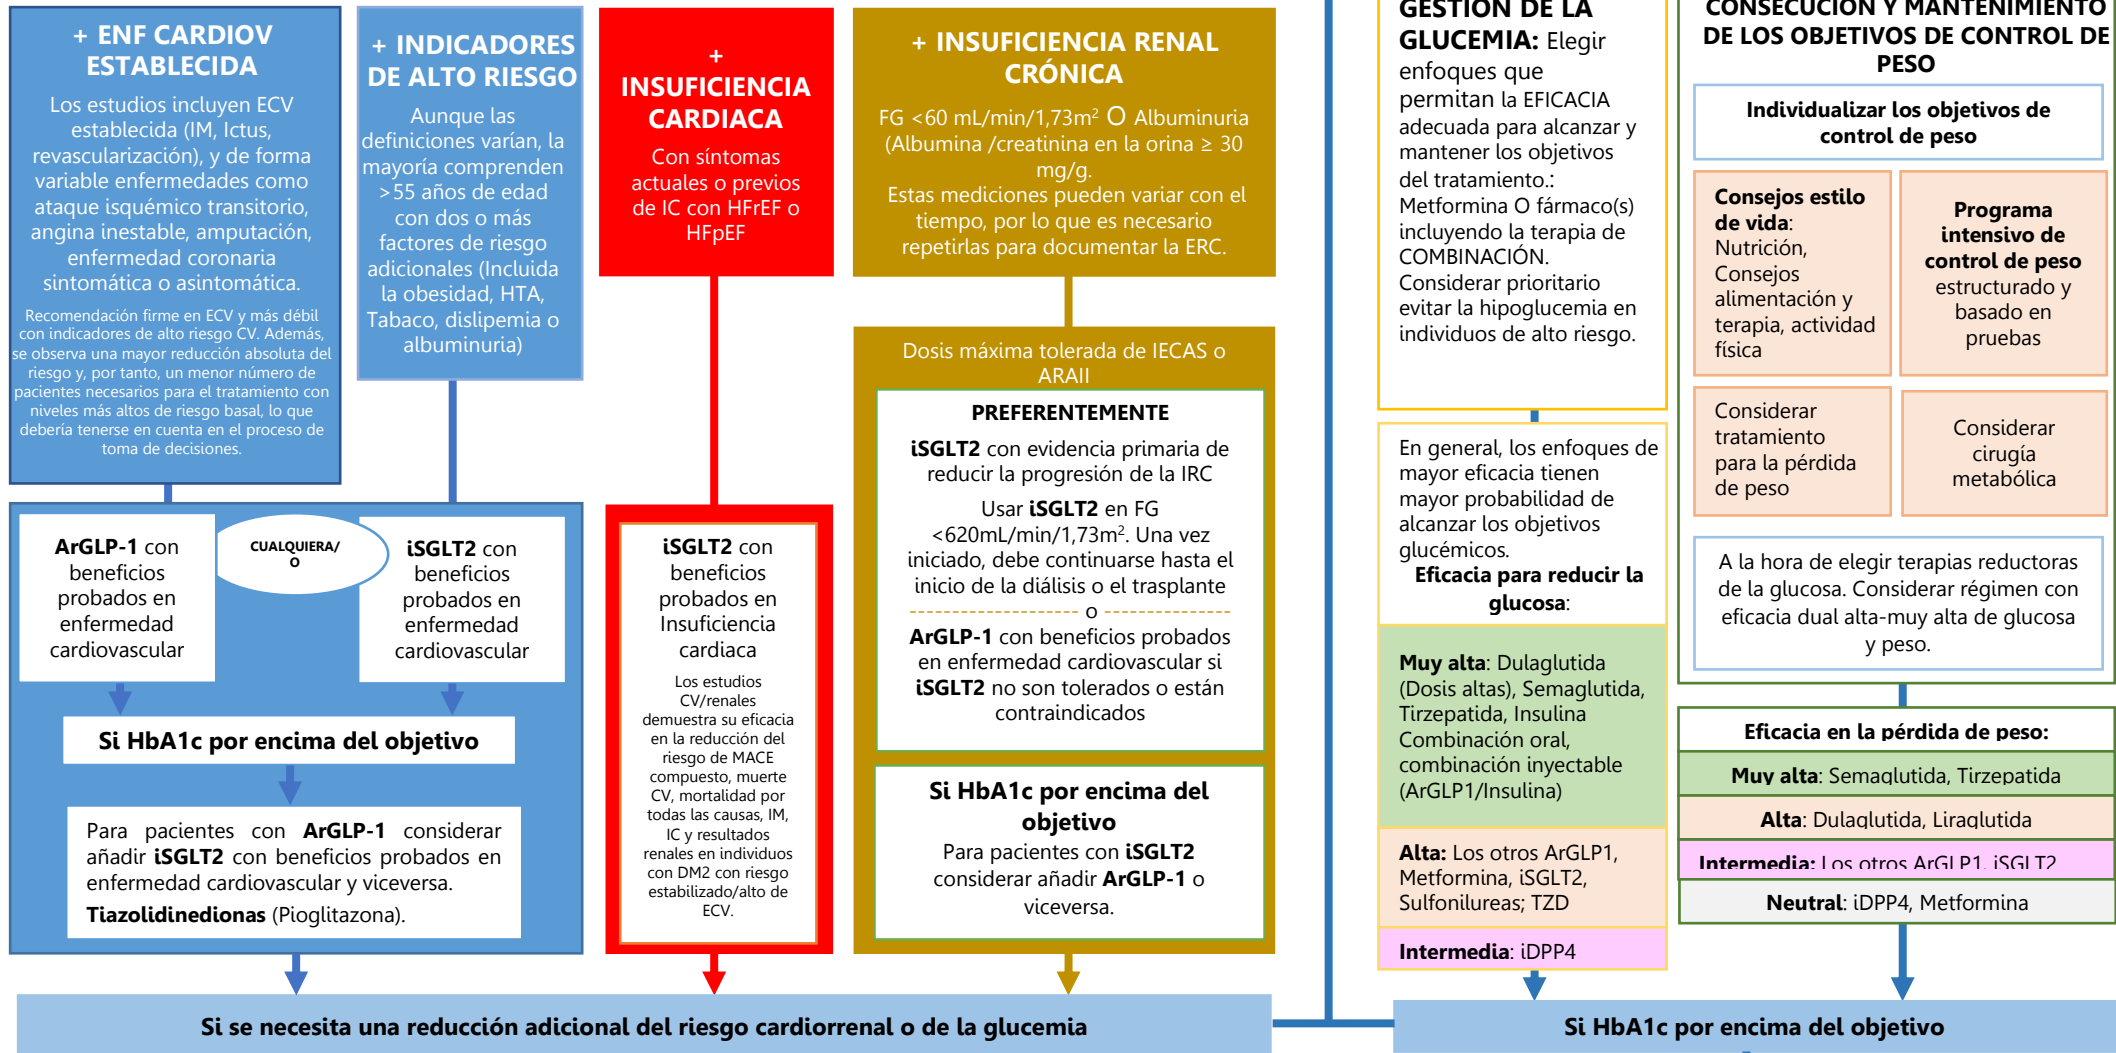 + ENF CARDIOV
ESTABLECIDA
Los estudios incluyen ECV
establecida (IM, Ictus,
revascularización), y de forma
variable enfermedades como
ataque isquémico transitorio,
angina inestable, amputación,
enfermedad coronaria
sintomática o asintomática.
Recomendación firme en ECV y más débil
con indicadores de alto riesgo CV. Además,
se observa una mayor reducción absoluta del
riesgo y, por tanto, un menor número de
pacientes necesarios para el tratamiento con
niveles más altos de riesgo basal, lo que
debería tenerse en cuenta en el proceso de
toma de decisiones.
+ INDICADORES
DE ALTO RIESGO
Aunque las
definiciones varían, la
mayoría comprenden
>55 años de edad
con dos o más
factores de riesgo
adicionales (Incluida
la obesidad, HTA,
Tabaco, dislipemia o
albuminuria)
ArGLP-1 con
beneficios
probados en
enfermedad
cardiovascular
CUALQUIERA/
O
iSGLT2 con
beneficios
probados en
enfermedad
cardiovascular
Si HbA1c por encima del objetivo
Para pacientes con ArGLP-1 considerar
añadir iSGLT2 con beneficios probados en
enfermedad cardiovascular y viceversa.
Tiazolidinedionas (Pioglitazona).
+
INSUFICIENCIA
CARDIACA
Con síntomas
actuales o previos
de IC con HFrEF o
HFpEF
iSGLT2 con
beneficios
probados en
Insuficiencia
cardiaca
Los estudios
CV/renales
demuestra su eficacia
en la reducción del
riesgo de MACE
compuesto, muerte
CV, mortalidad por
todas las causas, IM,
IC y resultados
renales en individuos
con DM2 con riesgo
estabilizado/alto de
ECV.
+ INSUFICIENCIA RENAL
CRÓNICA
FG <60 mL/min/1,73m² O Albuminuria
(Albumina /creatinina en la orina ≥ 30
mg/g.
Estas mediciones pueden variar con el
tiempo, por lo que es necesario
repetirlas para documentar la ERC.
Dosis máxima tolerada de IECAS o
ARAII
PREFERENTEMENTE
iSGLT2 con evidencia primaria de
reducir la progresión de la IRC
Usar iSGLT2 en FG
<620mL/min/1,73m². Una vez
iniciado, debe continuarse hasta el
inicio de la diálisis o el trasplante
-------------------- o ---------------
ArGLP-1 con beneficios probados
en enfermedad cardiovascular si
iSGLT2 no son tolerados o están
contraindicados
Si HbA1c por encima del
objetivo
Para pacientes con iSGLT2
considerar añadir ArGLP-1 o
viceversa.
Si se necesita una reducción adicional del riesgo cardiorrenal o de la glucemia
GESTIÓN DE LA
GLUCEMIA: Elegir
enfoques que
permitan la EFICACIA
adecuada para alcanzar y
mantener los objetivos
del tratamiento.:
Metformina O fármaco(s)
incluyendo la terapia de
COMBINACIÓN.
Considerar prioritario
evitar la hipoglucemia en
individuos de alto riesgo.
En general, los enfoques de
mayor eficacia tienen
mayor probabilidad de
alcanzar los objetivos
glucémicos.
Eficacia para reducir la
glucosa:
Muy alta: Dulaglutida
(Dosis altas), Semaglutida,
Tirzepatida, Insulina
Combinación oral,
combinación inyectable
(ArGLP1/Insulina)
Alta: Los otros ArGLP1,
Metformina, iSGLT2,
Sulfonilureas; TZD
Intermedia: iDPP4
CONSECUCIÓN Y MANTENIMIENTO
DE LOS OBJETIVOS DE CONTROL DE
PESO
Individualizar los objetivos de
control de peso
Consejos estilo
de vida:
Nutrición,
Consejos
alimentación y
terapia, actividad
física
Programa
intensivo de
control de peso
estructurado y
basado en
pruebas
Considerar
tratamiento
para la pérdida
de peso
Considerar
cirugía
metabólica
A la hora de elegir terapias reductoras
de la glucosa. Considerar régimen con
eficacia dual alta-muy alta de glucosa
y peso.
Eficacia en la pérdida de peso:
Muy alta: Semaglutida, Tirzepatida
Alta: Dulaglutida, Liraglutida
Intermedia: Los otros ArGLP1, iSGLT2
Neutral: iDPP4, Metformina
Si HbA1c por encima del objetivo